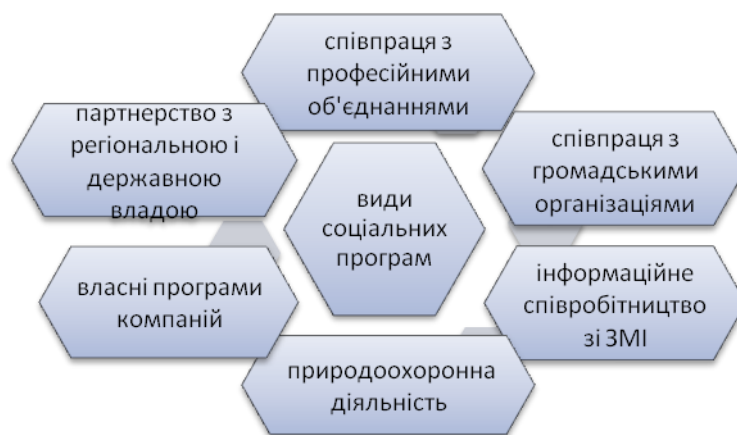 співпраця з
професійними
об'єднаннями
партнерство з
регіональною і
державною
владою
співпраця з
громадськими
організаціями
види
соціальних
програм
власні програми
компаній
інформаційне
співробітництво
зі ЗМІ
природоохоронна
діяльність